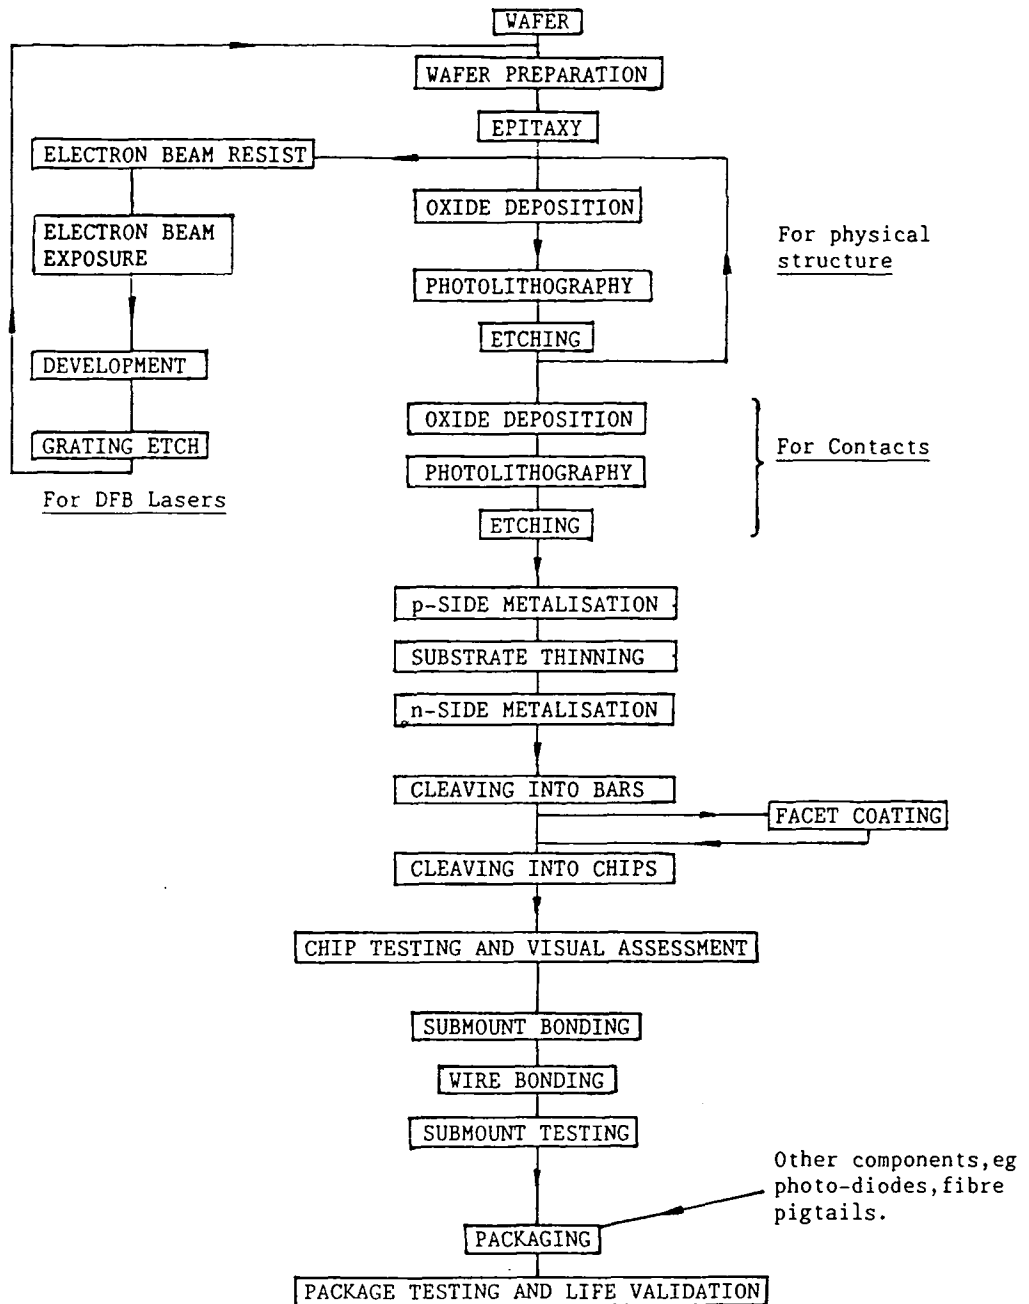 WAFER
WAFER PREPARATION
EPITAXY
ELECTRON BEAM RESIST
ELECTRON BEAM
EXPOSURE
DEVELOPMENT
GRATING ETCH
For DFB Lasers
OXIDE DEPOSITION
PHOTOLITHOGRAPHY
ETCHING
For physical
structure
OXIDE DEPOSITION
PHOTOLITHOGRAPHY
ETCHING
For Contacts
p-SIDE METALISATION
SUBSTRATE THINNING
n-SIDE METALISATION
CLEAVING INTO BARS
FACET COATING
CLEAVING INTO CHIPS
CHIP TESTING AND VISUAL ASSESSMENT
SUBMOUNT BONDING
WIRE BONDING
SUBMOUNT TESTING
Other components,eg
photo-diodes,fibre
pigtails.
PACKAGING
PACKAGE TESTING AND LIFE VALIDATION